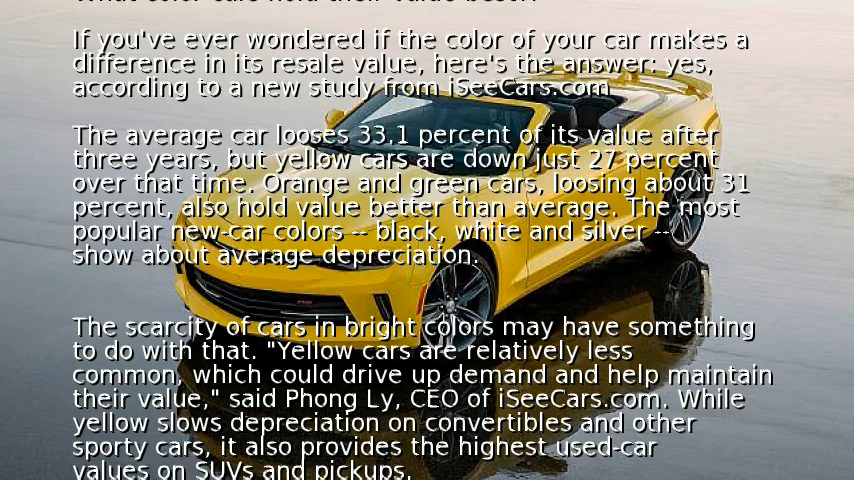 What color cars hold their value best??
If you've ever wondered if the color of your car makes a
difference in its resale value, here's the answer: yes,
according to a new study from iSeeCars.com
The average car looses 33.1 percent of its value after
three years, but yellow cars are down just 27 percent
over that time. Orange and green cars, loosing about 31
percent, also hold value better than average. The most
popular new-car colors -- black, white and silver --
show about average depreciation.
The scarcity of cars in bright colors may have something
to do with that. "Yellow cars are relatively less
common, which could drive up demand and help maintain
their value," said Phong Ly, CEO of iSeeCars.com. While
yellow slows depreciation on convertibles and other
sporty cars, it also provides the highest used-car
values on SUVs and pickups.